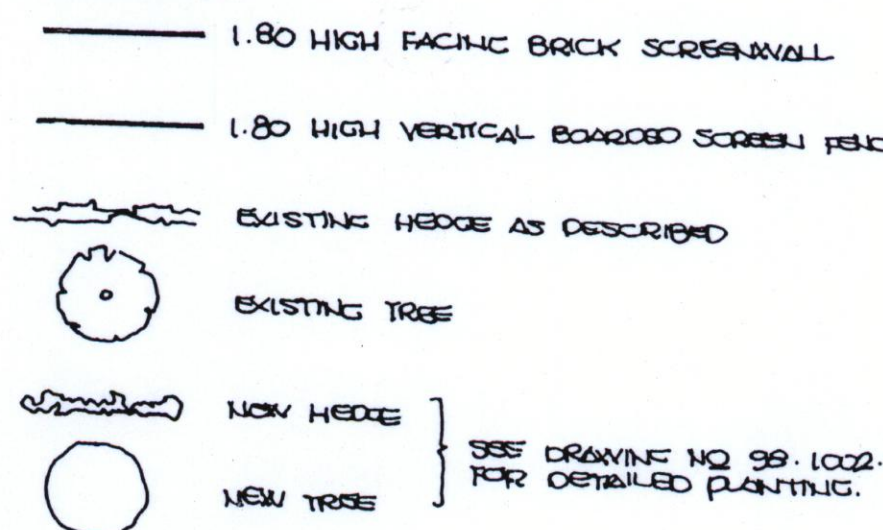 1.80 HIGH FACING BRICK SCREENWALL
1.80 HIGH VERTICAL BOARDED SCREEN FENC
EXISTING HEDGE AS DESCRIBED
EXISTING TREE
NEW HEDGE
SEE DRAWING NO 98.1002.
FOR DETAILED PLANTING.
NEW TREE